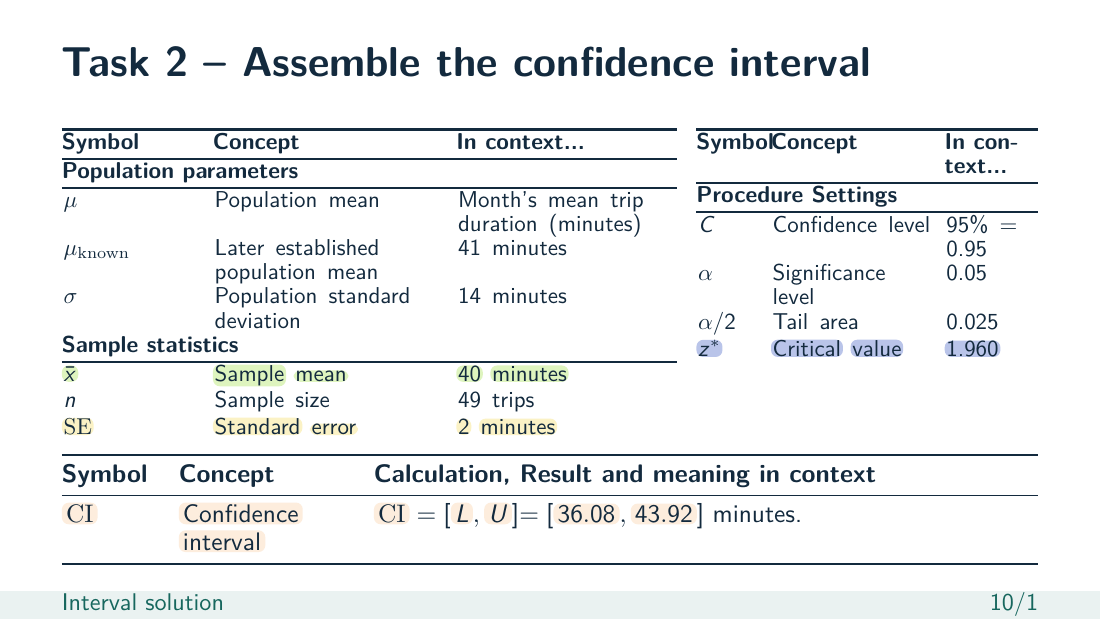 Task 2 – Assemble the confidence interval
Symbol Concept In context...
Population parameters
μ Population mean Month's mean trip
duration (minutes)
μknown Later established 41 minutes
population mean
σ Population standard 14 minutes
deviation
Sample statistics
x̄ Sample mean 40 minutes
n Sample size 49 trips
SE Standard error 2 minutes
Symbol Concept In con-
text...
Procedure Settings
C Confidence level 95% =
0.95
α Significance 0.05
level
α/2 Tail area 0.025
z* Critical value 1.960
Symbol Concept Calculation, Result and meaning in context
CI Confidence CI = [L, U]= [36.08, 43.92] minutes.
interval
Interval solution 10/1